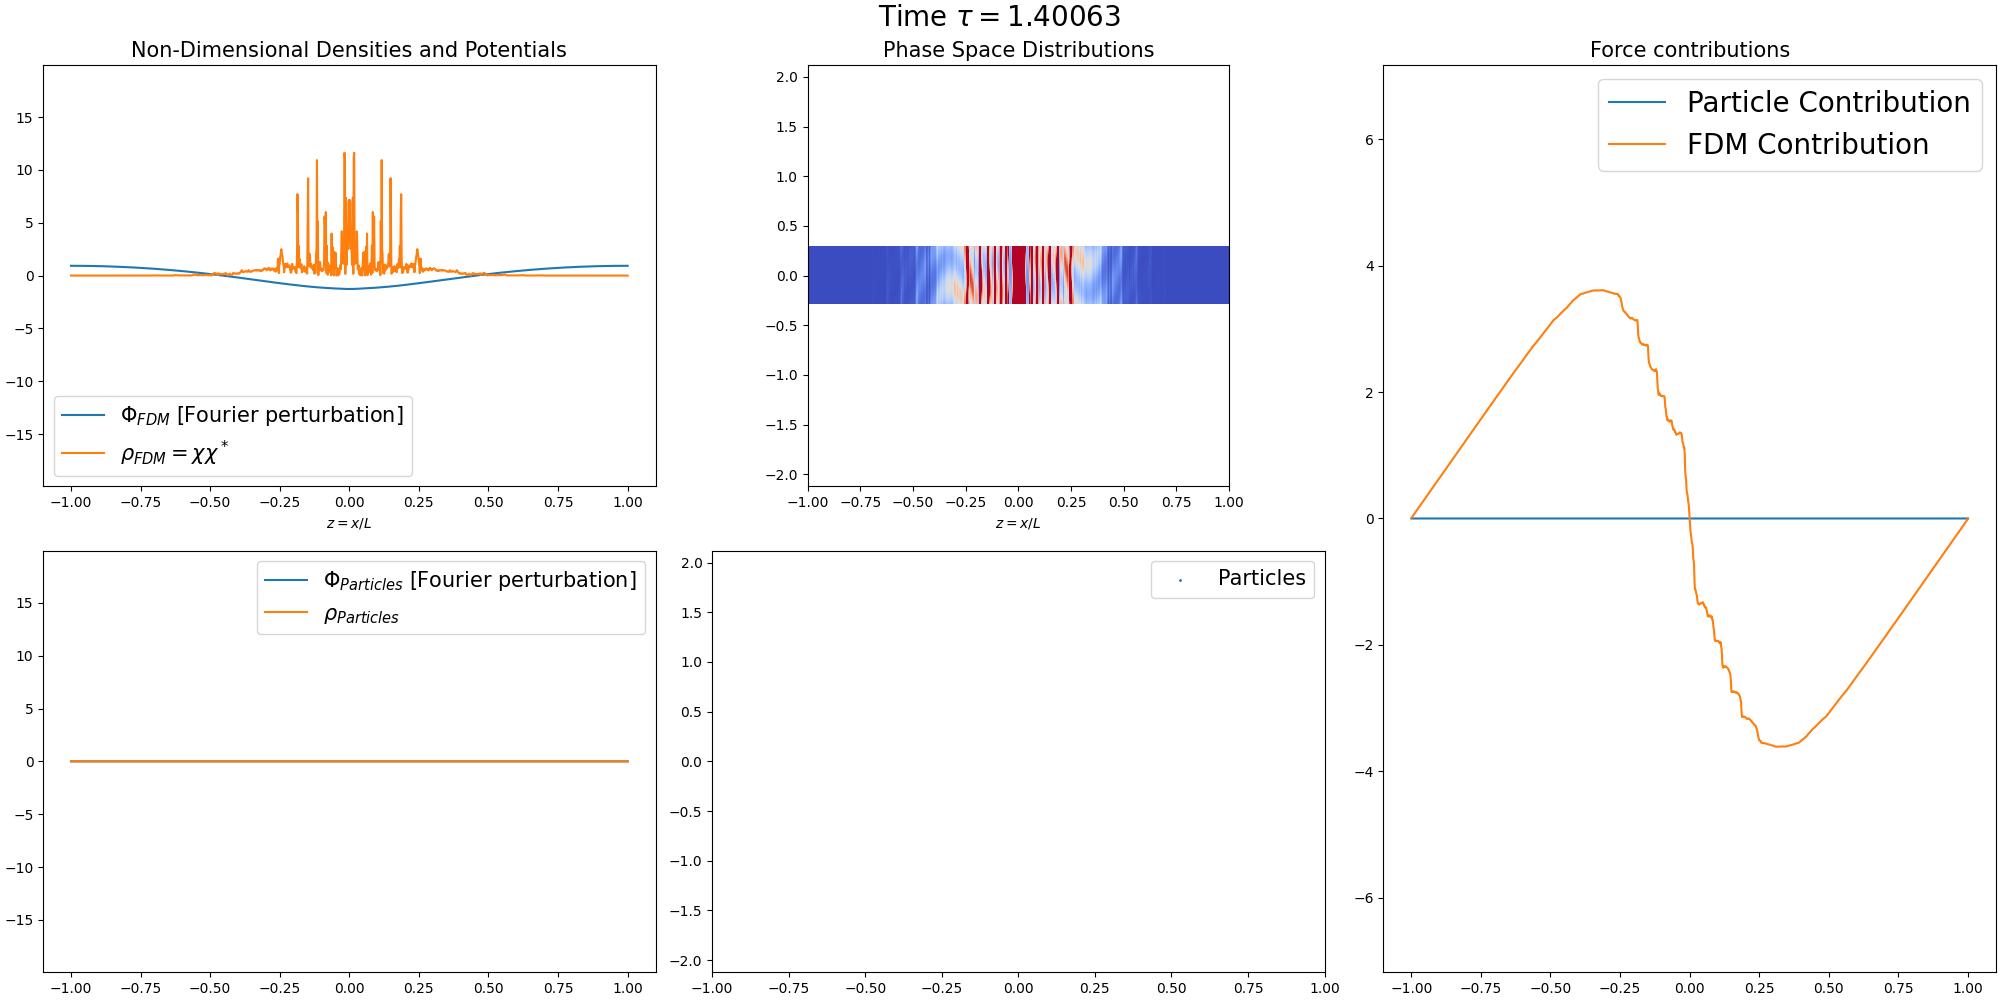 Time τ = 1.40063
Non-Dimensional Densities and Potentials
15
10
5
0
−5
−10
−15
Φ_FDM [Fourier perturbation]
ρ_FDM = χχ*
−1.00 −0.75 −0.50 −0.25 0.00 0.25 0.50 0.75 1.00
z = x/L
Phase Space Distributions
2.0
1.5
1.0
0.5
0.0
−0.5
−1.0
−1.5
−2.0
−1.00 −0.75 −0.50 −0.25 0.00 0.25 0.50 0.75 1.00
z = x/L
Force contributions
Particle Contribution
FDM Contribution
6
4
2
0
−2
−4
−6
−1.00 −0.75 −0.50 −0.25 0.00 0.25 0.50 0.75 1.00
Φ_Particles [Fourier perturbation]
ρ_Particles
15
10
5
0
−5
−10
−15
−1.00 −0.75 −0.50 −0.25 0.00 0.25 0.50 0.75 1.00
Particles
2.0
1.5
1.0
0.5
0.0
−0.5
−1.0
−1.5
−2.0
−1.00 −0.75 −0.50 −0.25 0.00 0.25 0.50 0.75 1.00